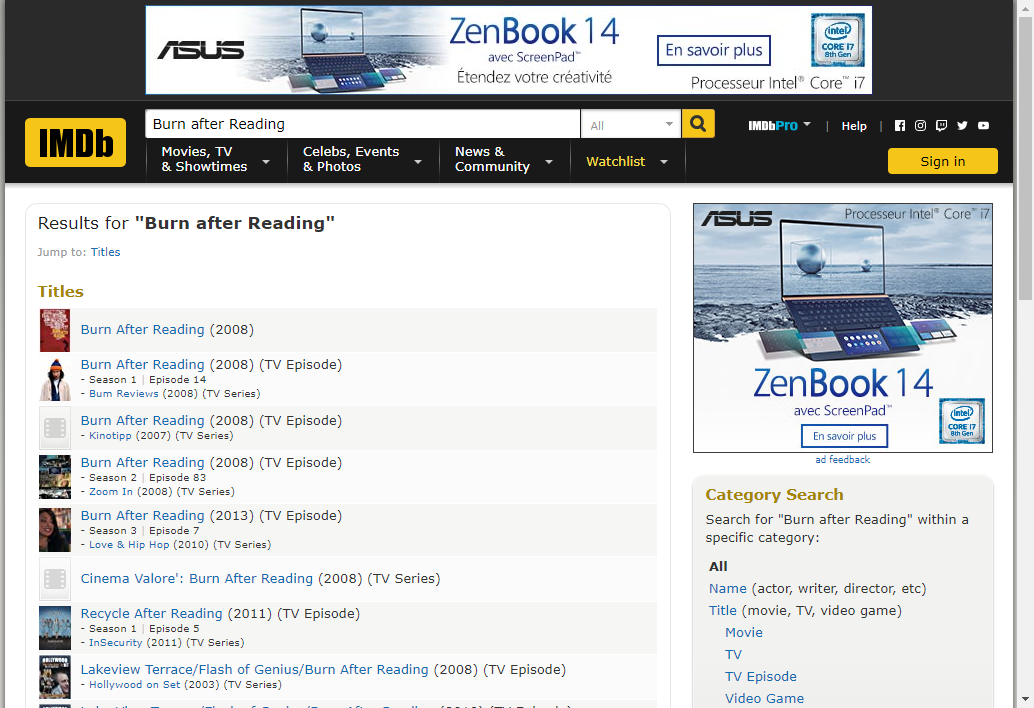 ASUS
ZenBook 14
avec ScreenPad™
Étendez votre créativité
En savoir plus
intel
CORE i7
8th Gen
Processeur Intel® Core™ i7
IMDb
Burn after Reading
All
IMDbPro
|
Help
|
Movies, TV
& Showtimes
Celebs, Events
& Photos
News &
Community
Watchlist
Sign in
Results for "Burn after Reading"
Jump to: Titles
Titles
Burn After Reading (2008)
Burn After Reading (2008) (TV Episode)
- Season 1 | Episode 14
- Bum Reviews (2008) (TV Series)
Burn After Reading (2008) (TV Episode)
- Kinotipp (2007) (TV Series)
Burn After Reading (2008) (TV Episode)
- Season 2 | Episode 83
- Zoom In (2008) (TV Series)
Burn After Reading (2013) (TV Episode)
- Season 3 | Episode 7
- Love & Hip Hop (2010) (TV Series)
Cinema Valore': Burn After Reading (2008) (TV Series)
Recycle After Reading (2011) (TV Episode)
- Season 1 | Episode 5
- InSecurity (2011) (TV Series)
Lakeview Terrace/Flash of Genius/Burn After Reading (2008) (TV Episode)
- Hollywood on Set (2003) (TV Series)
ASUS
Processeur Intel® Core™ i7
ZenBook 14
avec ScreenPad™
En savoir plus
intel
CORE i7
8th Gen
ad feedback
Category Search
Search for "Burn after Reading" within a
specific category:
All
Name (actor, writer, director, etc)
Title (movie, TV, video game)
Movie
TV
TV Episode
Video Game